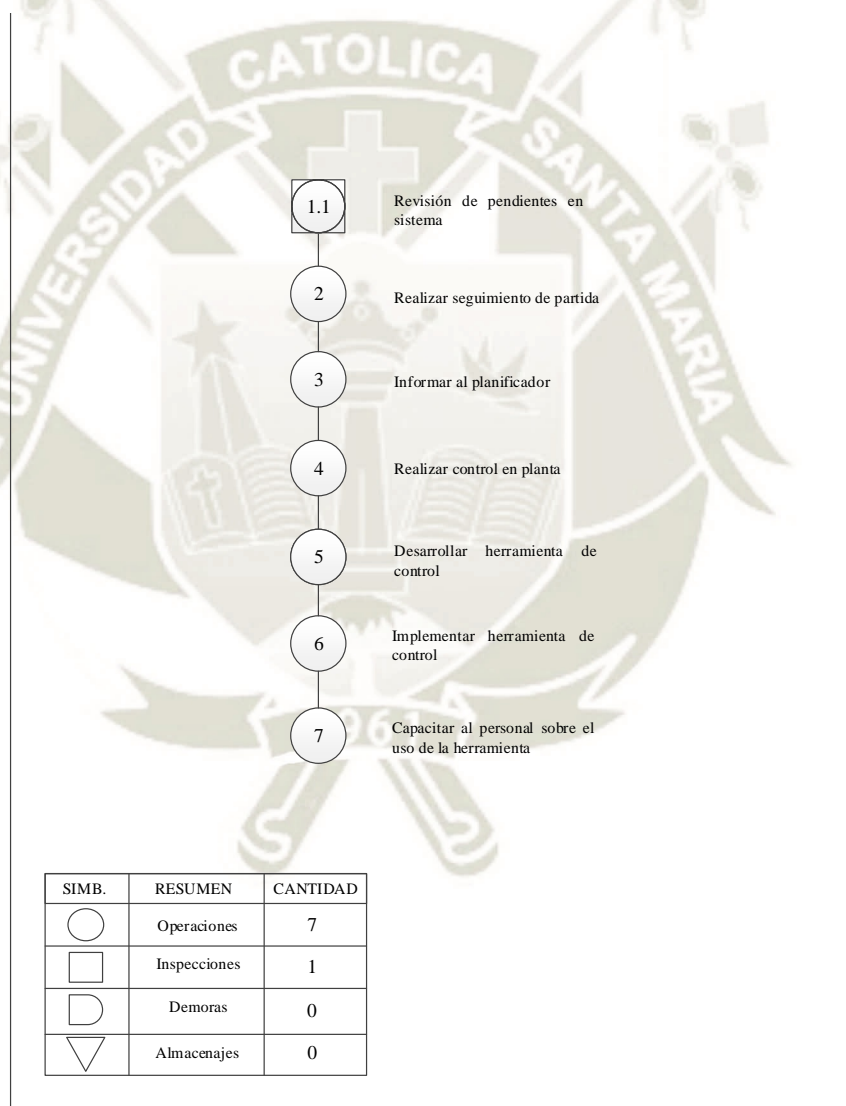 UNIVERSIDAD CATOLICA SANTA MARIA
1.1 Revisión de pendientes en
sistema
2 Realizar seguimiento de partida
3 Informar al planificador
4 Realizar control en planta
5 Desarrollar herramienta de
control
6 Implementar herramienta de
control
7 Capacitar al personal sobre el
uso de la herramienta
961
SIMB. RESUMEN CANTIDAD
Operaciones 7
Inspecciones 1
Demoras 0
Almacenajes 0